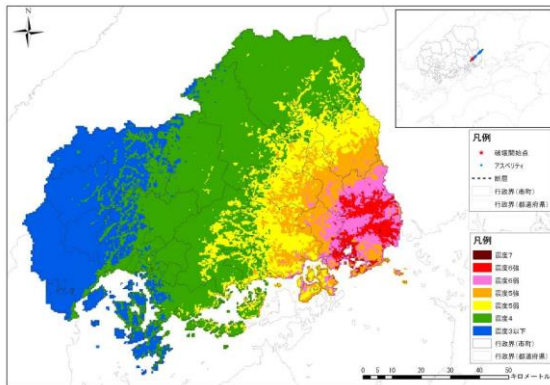 N
凡例
破壊開始点
アスペリティ
断層
行政界(市町)
行政界(都道府県)
凡例
震度7
震度6強
震度6弱
震度5強
震度5弱
震度4
震度3以下
行政界(市町)
行政界(都道府県)
0 5 10 20 30 40 50
キロメートル